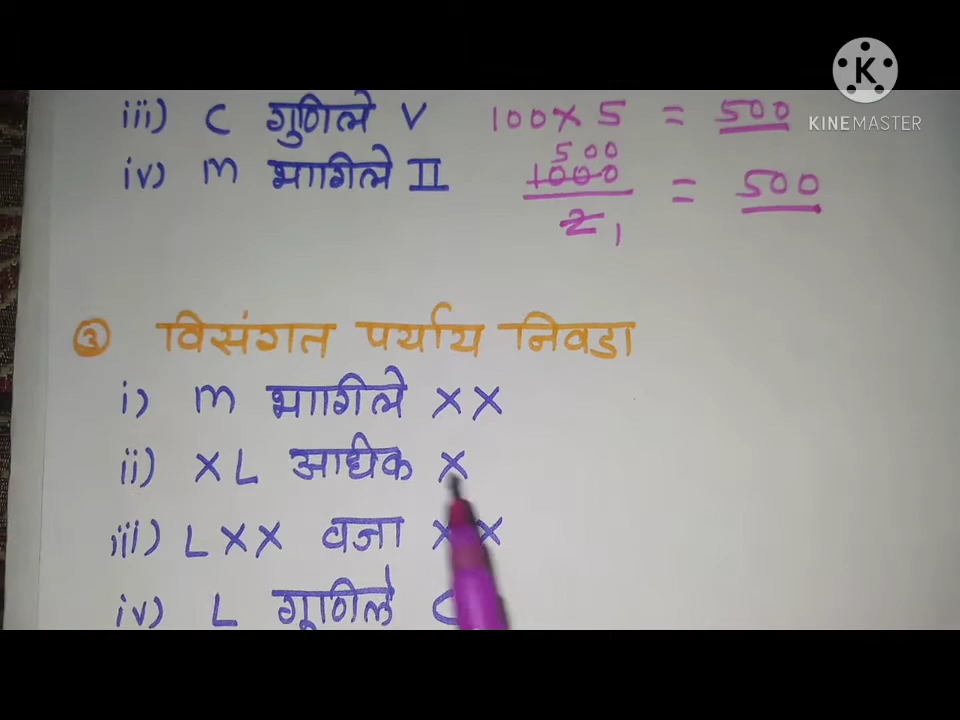 K
KINEMASTER
iii) C गुणिले V 100 x 5 = 500
iv) M भागिले II 500 1000 / 2 1 = 500
③ विसंगत पर्याय निवडा
i) M भागिले XX
ii) XL अधिक X
iii) LXX वजा XX
iv) L गुणिले C